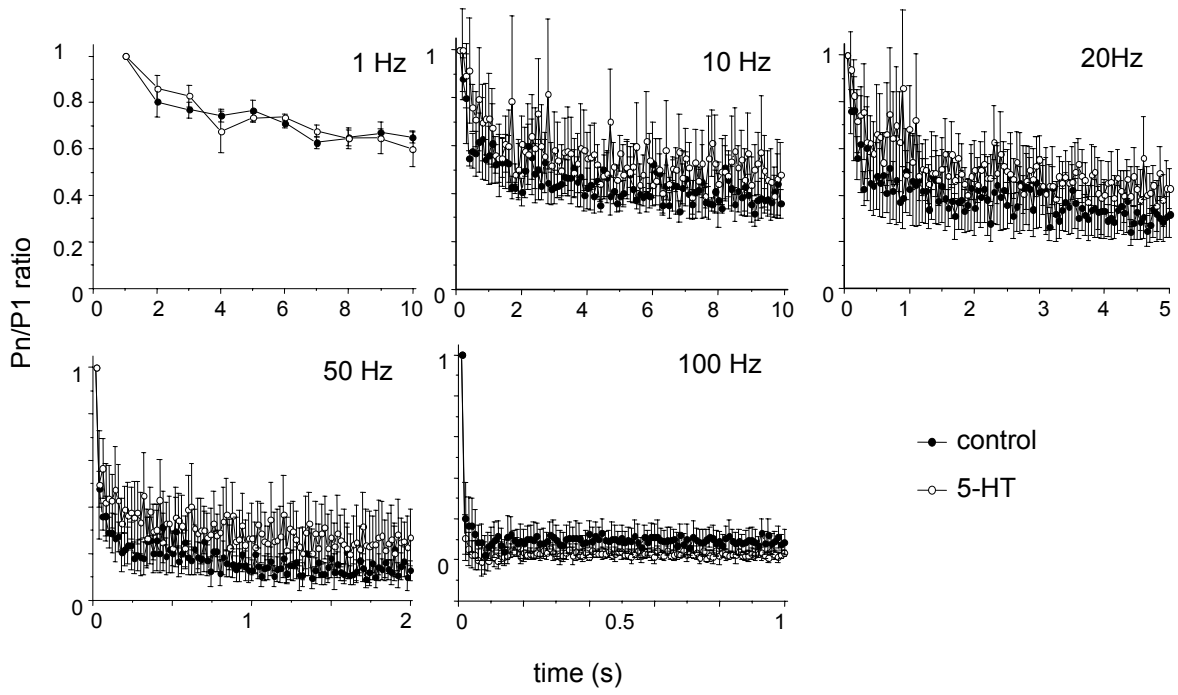 Pn/P1 ratio
1 Hz
1
0.8
0.6
0.4
0.2
0
0 2 4 6 8 10
10 Hz
1
0
0 2 4 6 8 10
20Hz
1
0
0 1 2 3 4 5
50 Hz
1
0
0 1 2
100 Hz
1
0
0 0.5 1
control
5-HT
time (s)